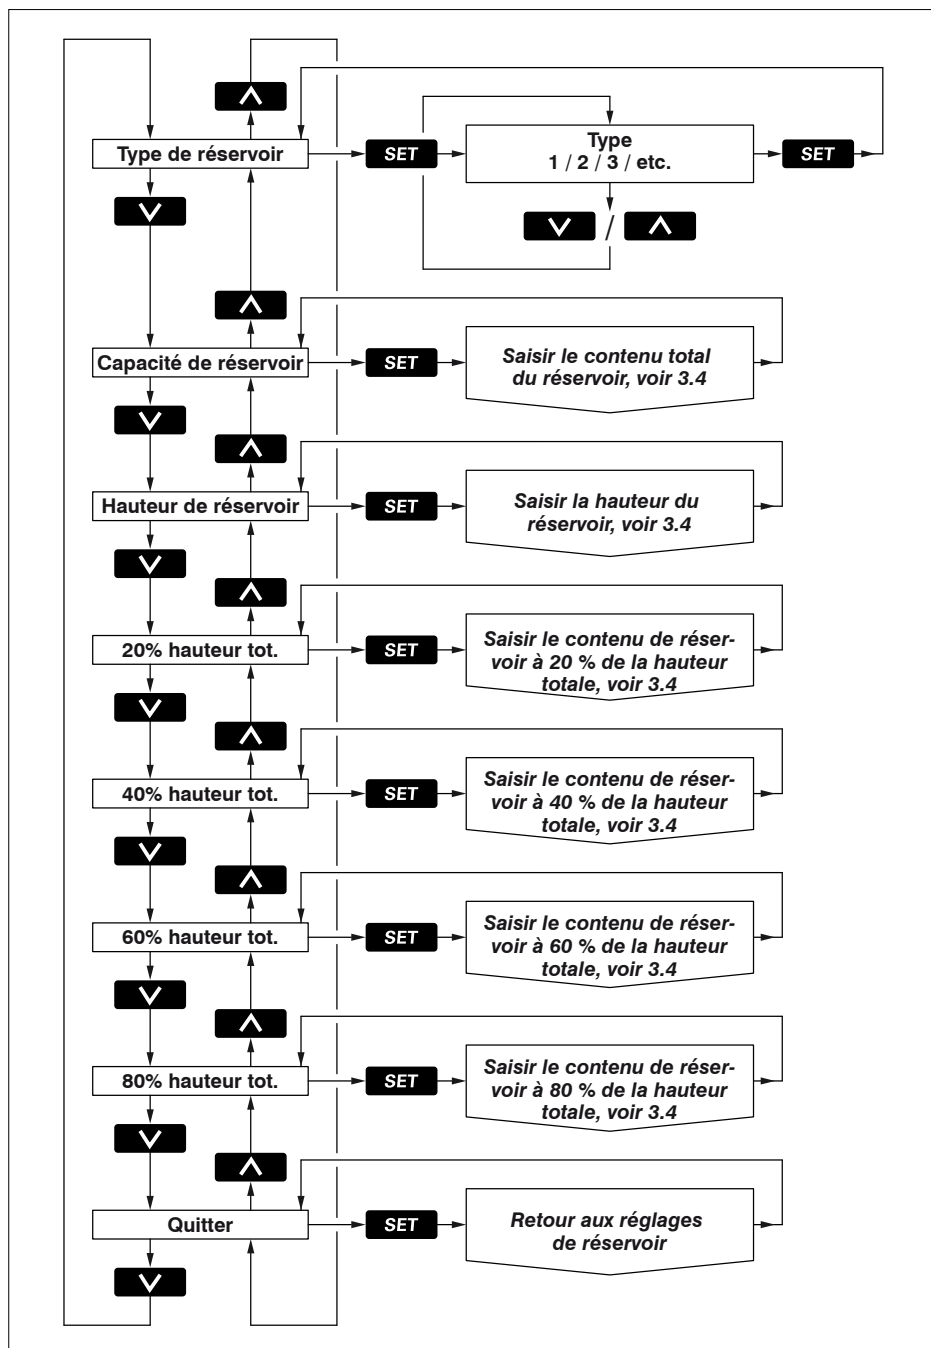 Type de réservoir
SET
Type
1 / 2 / 3 / etc.
SET
/
Capacité de réservoir
SET
Saisir le contenu total
du réservoir, voir 3.4
Hauteur de réservoir
SET
Saisir la hauteur du
réservoir, voir 3.4
20% hauteur tot.
SET
Saisir le contenu de réser-
voir à 20 % de la hauteur
totale, voir 3.4
40% hauteur tot.
SET
Saisir le contenu de réser-
voir à 40 % de la hauteur
totale, voir 3.4
60% hauteur tot.
SET
Saisir le contenu de réser-
voir à 60 % de la hauteur
totale, voir 3.4
80% hauteur tot.
SET
Saisir le contenu de réser-
voir à 80 % de la hauteur
totale, voir 3.4
Quitter
SET
Retour aux réglages
de réservoir